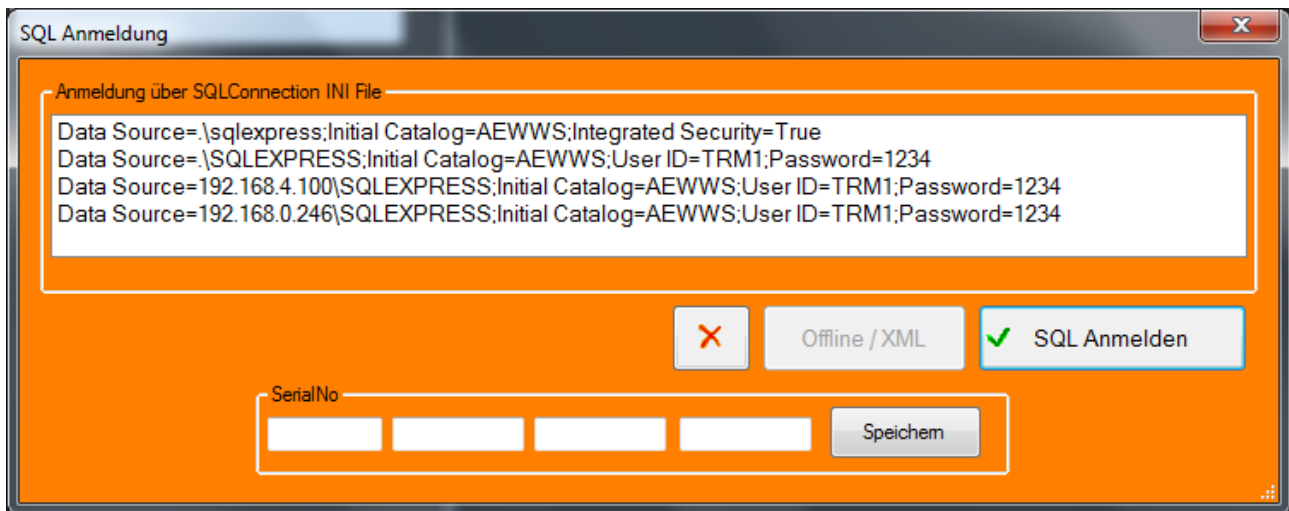 SQL Anmeldung
Anmeldung über SQLConnection INI File
Data Source=.\sqlexpress;Initial Catalog=AEWWS;Integrated Security=True
Data Source=.\SQLEXPRESS;Initial Catalog=AEWWS;User ID=TRM1;Password=1234
Data Source=192.168.4.100\SQLEXPRESS;Initial Catalog=AEWWS;User ID=TRM1;Password=1234
Data Source=192.168.0.246\SQLEXPRESS;Initial Catalog=AEWWS;User ID=TRM1;Password=1234
Offline / XML
SQL Anmelden
SerialNo
Speichern